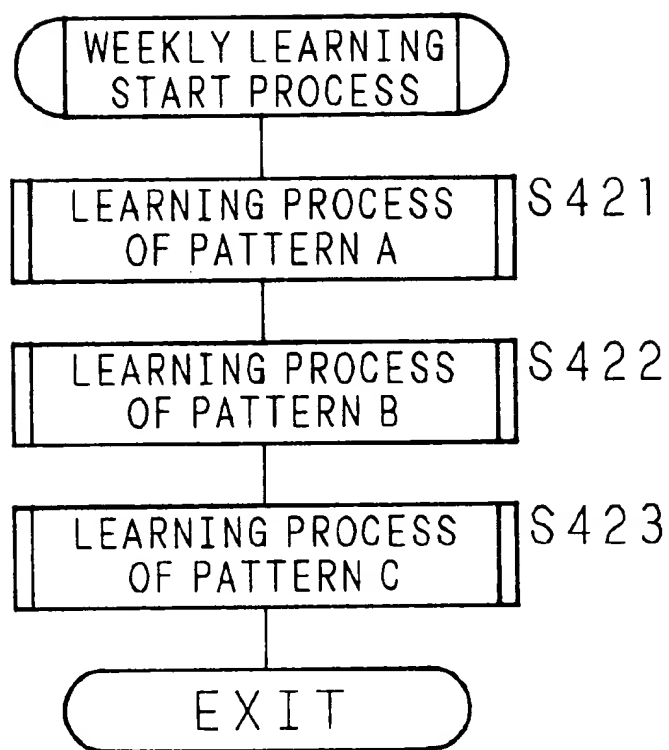 WEEKLY LEARNING
START PROCESS
LEARNING PROCESS
OF PATTERN A
S421
LEARNING PROCESS
OF PATTERN B
S422
LEARNING PROCESS
OF PATTERN C
S423
EXIT